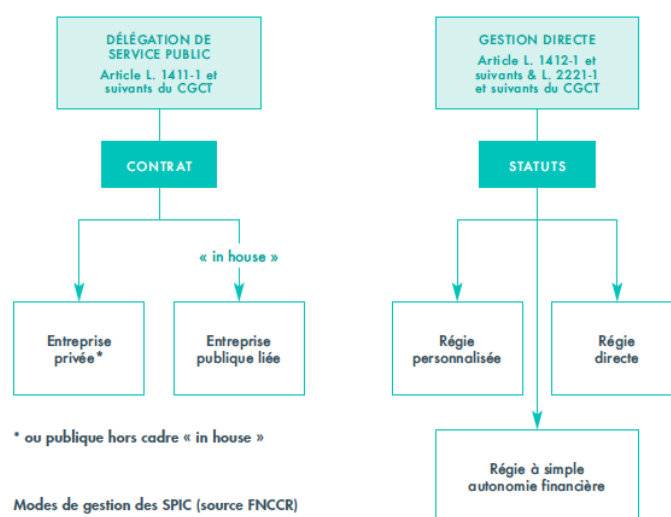 DÉLÉGATION DE
SERVICE PUBLIC
Article L. 1411-1 et
suivants du CGCT
CONTRAT
« in house »
Entreprise
privée*
Entreprise
publique liée
* ou publique hors cadre « in house »
Modes de gestion des SPIC (source FNCCR)
GESTION DIRECTE
Article L. 1412-1 et
suivants & L. 2221-1
et suivants du CGCT
STATUTS
Régie
personnalisée
Régie
directe
Régie à simple
autonomie financière